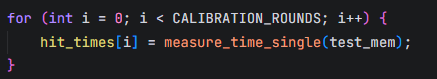 for (int i = 0; i < CALIBRATION_ROUNDS; i++) {
    hit_times[i] = measure_time_single(test_mem);
}